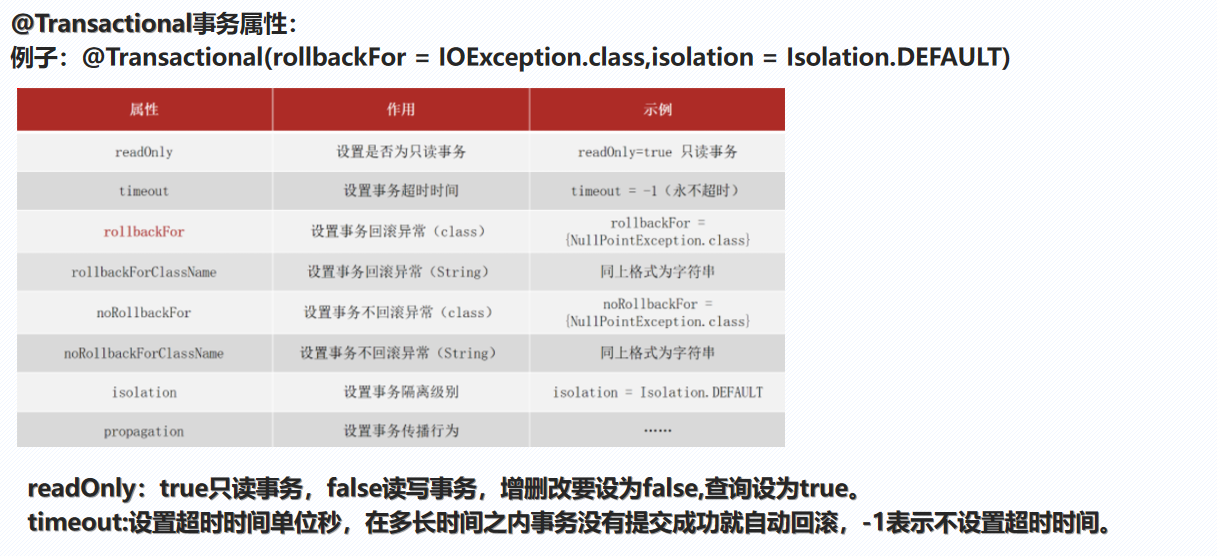 @Transactional事务属性：
例子：@Transactional(rollbackFor = IOException.class,isolation = Isolation.DEFAULT)
属性 作用 示例
readOnly 设置是否为只读事务 readOnly=true 只读事务
timeout 设置事务超时时间 timeout = -1（永不超时）
rollbackFor 设置事务回滚异常（class） rollbackFor =
{NullPointException.class}
rollbackForClassName 设置事务回滚异常（String） 同上格式为字符串
noRollbackFor 设置事务不回滚异常（class） noRollbackFor =
{NullPointException.class}
noRollbackForClassName 设置事务不回滚异常（String） 同上格式为字符串
isolation 设置事务隔离级别 isolation = Isolation.DEFAULT
propagation 设置事务传播行为 ……
readOnly：true只读事务，false读写事务，增删改要设为false,查询设为true。
timeout:设置超时时间单位秒，在多长时间之内事务没有提交成功就自动回滚，-1表示不设置超时时间。